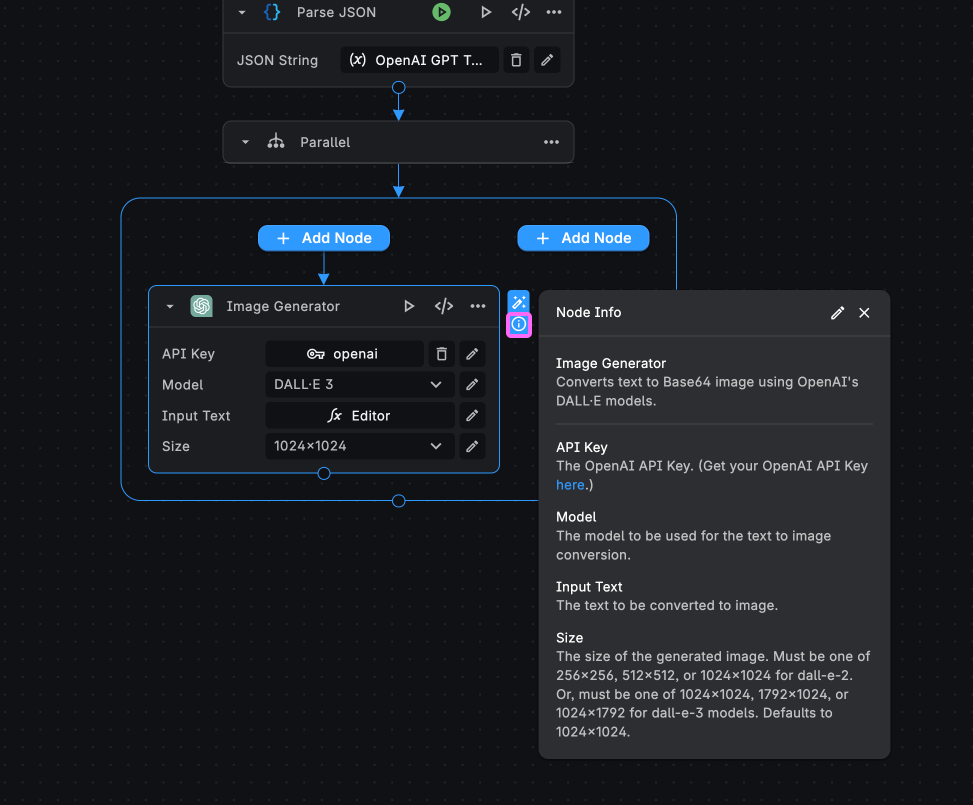 Parse JSON
JSON String
(x) OpenAI GPT T...
Parallel
+ Add Node
+ Add Node
Image Generator
API Key
openai
Model
DALL·E 3
Input Text
fx Editor
Size
1024×1024
Node Info
Image Generator
Converts text to Base64 image using OpenAI's
DALL·E models.
API Key
The OpenAI API Key. (Get your OpenAI API Key
here.)
Model
The model to be used for the text to image
conversion.
Input Text
The text to be converted to image.
Size
The size of the generated image. Must be one of
256×256, 512×512, or 1024×1024 for dall-e-2.
Or, must be one of 1024×1024, 1792×1024, or
1024×1792 for dall-e-3 models. Defaults to
1024×1024.